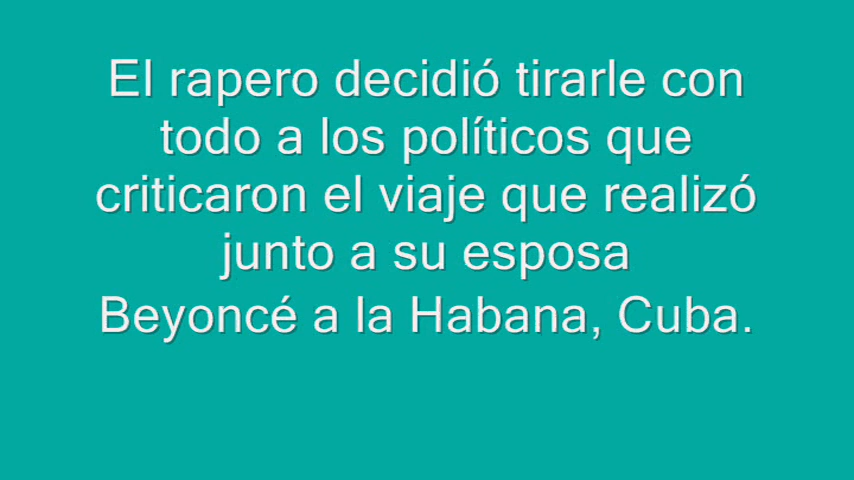 El rapero decidió tirarle con
todo a los políticos que
criticaron el viaje que realizó
junto a su esposa
Beyoncé a la Habana, Cuba.